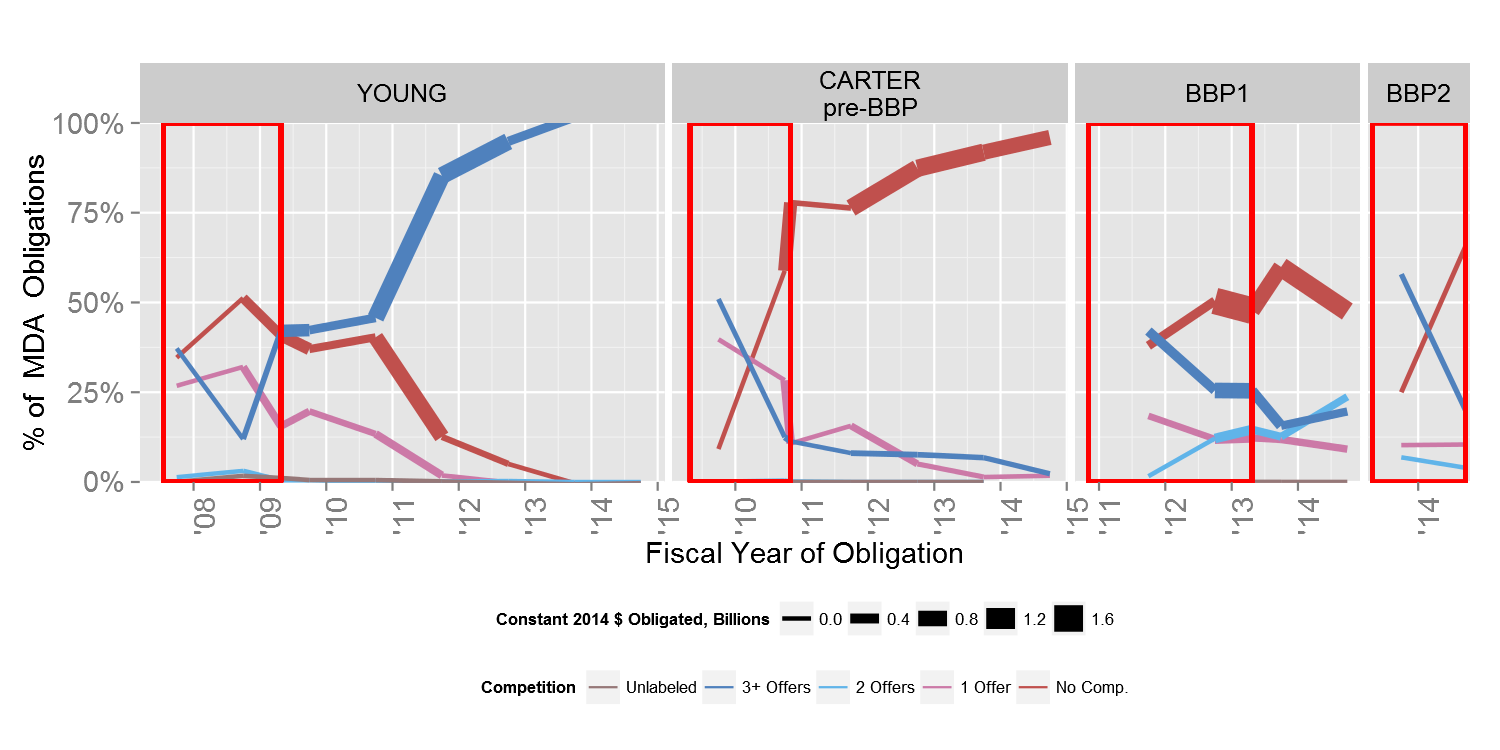 YOUNG
CARTER
pre-BBP
BBP1
BBP2
% of MDA Obligations
100%
75%
50%
25%
0%
'08 '09 '10 '11 '12 '13 '14 '15
'10 '11 '12 '13 '14 '15
'11 '12 '13 '14
'14
Fiscal Year of Obligation
Constant 2014 $ Obligated, Billions 0.0 0.4 0.8 1.2 1.6
Competition Unlabeled 3+ Offers 2 Offers 1 Offer No Comp.